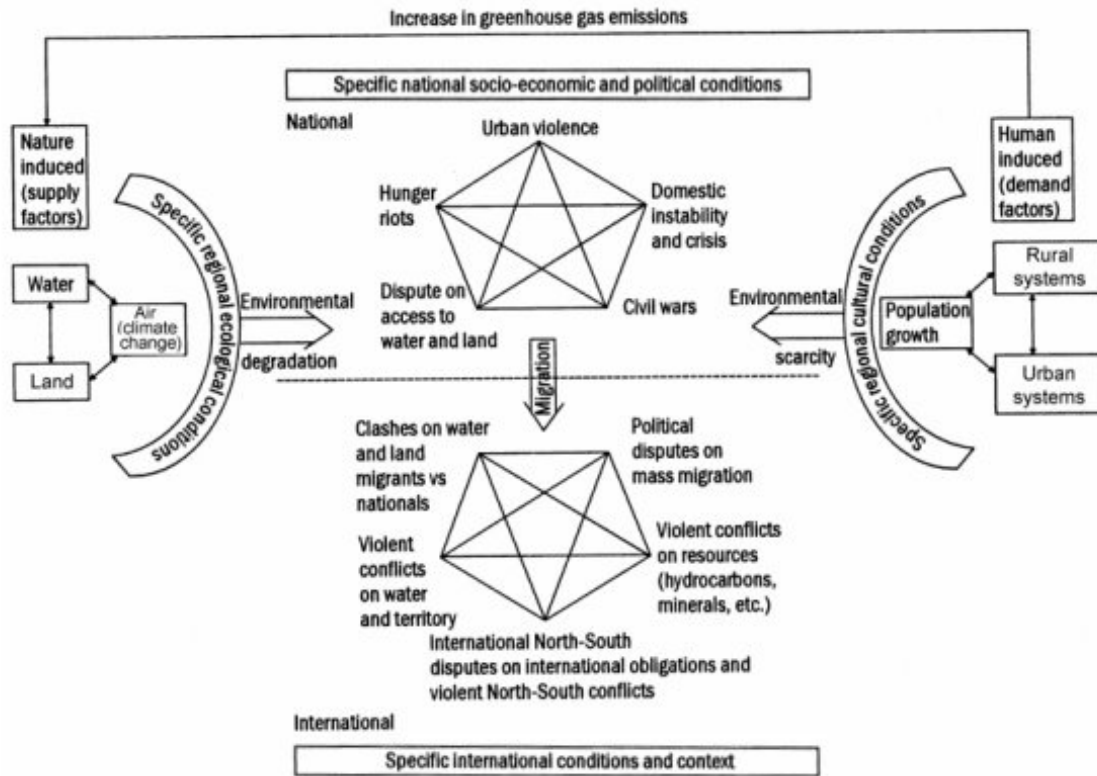 Increase in greenhouse gas emissions
Specific national socio-economic and political conditions
National
Urban violence
Nature
induced
(supply
factors)
Human
induced
(demand
factors)
Hunger
riots
Domestic
instability
and crisis
Specific regional ecological conditions
Specific regional cultural conditions
Water
Air
(climate
change)
Land
Environmental
degradation
Dispute on
access to
water and land
Civil wars
Environmental
scarcity
Population
growth
Rural
systems
Urban
systems
Migration
Clashes on water
and land
migrants vs
nationals
Political
disputes on
mass migration
Violent
conflicts
on water
and territory
Violent conflicts
on resources
(hydrocarbons,
minerals, etc.)
International North-South
disputes on international obligations and
violent North-South conflicts
International
Specific International conditions and context